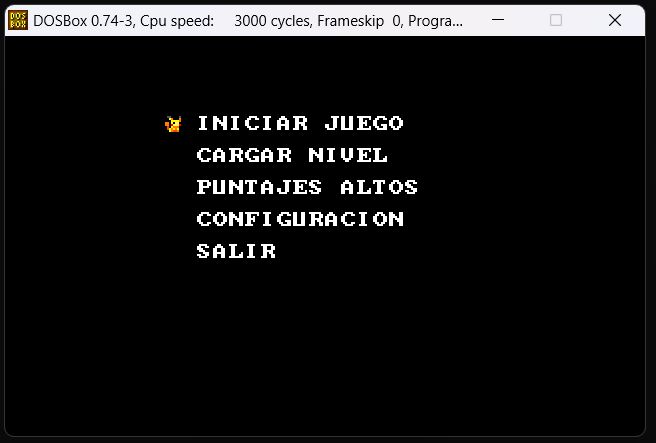 DOSBox 0.74-3, Cpu speed: 3000 cycles, Frameskip 0, Progra...
INICIAR JUEGO
CARGAR NIVEL
PUNTAJES ALTOS
CONFIGURACION
SALIR